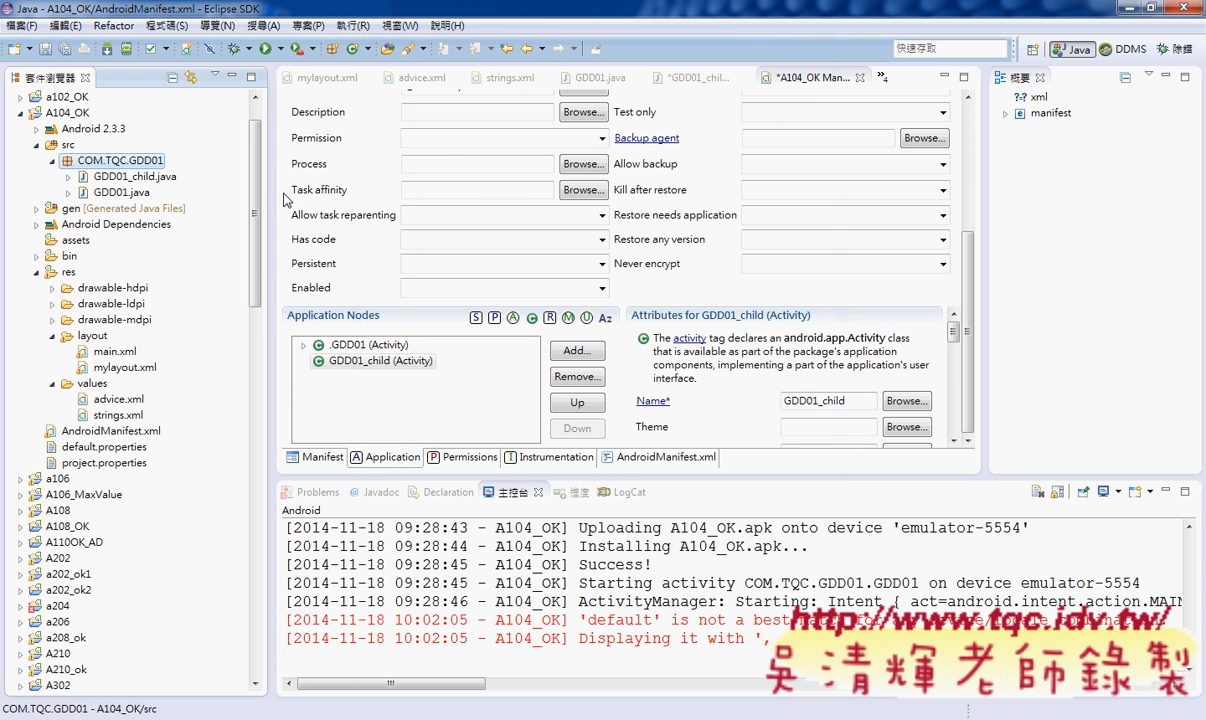 Java - A104_OK/AndroidManifest.xml - Eclipse SDK
檔案(F) 編輯(E) Refactor 程式碼(S) 導覽(N) 搜尋(A) 專案(P) 執行(R) 視窗(W) 說明(H)
快速存取 Java DDMS 除錯
套件瀏覽器 mylayout.xml advice.xml strings.xml GDD01.java *GDD01_chil... *A104_OK Man... »4 概要
a102_OK
A104_OK
Android 2.3.3
src
COM.TQC.GDD01
GDD01_child.java
GDD01.java
gen [Generated Java Files]
Android Dependencies
assets
bin
res
drawable-hdpi
drawable-ldpi
drawable-mdpi
layout
main.xml
mylayout.xml
values
advice.xml
strings.xml
AndroidManifest.xml
default.properties
project.properties
a106
A106_MaxValue
A108
A108_OK
A110OK_AD
A202
a202_ok1
a202_ok2
a204
a206
a208_ok
A210
A210_ok
A302
Description Browse... Test only
Permission Backup agent Browse...
Process Browse... Allow backup
Task affinity Browse... Kill after restore
Allow task reparenting Restore needs application
Has code Restore any version
Persistent Never encrypt
Enabled
Application Nodes S P A C R M U Az
.GDD01 (Activity)
GDD01_child (Activity)
Add...
Remove...
Up
Down
Attributes for GDD01_child (Activity)
The activity tag declares an android.app.Activity class
that is available as part of the package's application
components, implementing a part of the application's user
interface.
Name* GDD01_child Browse...
Theme Browse...
Manifest A Application P Permissions I Instrumentation AndroidManifest.xml
xml
manifest
Problems @ Javadoc Declaration 主控台 進度 LogCat
Android
[2014-11-18 09:28:43 - A104_OK] Uploading A104_OK.apk onto device 'emulator-5554'
[2014-11-18 09:28:44 - A104_OK] Installing A104_OK.apk...
[2014-11-18 09:28:45 - A104_OK] Success!
[2014-11-18 09:28:45 - A104_OK] Starting activity COM.TQC.GDD01.GDD01 on device emulator-5554
[2014-11-18 09:28:46 - A104_OK] ActivityManager: Starting: Intent { act=android.intent.action.MAIN
[2014-11-18 10:02:05 - A104_OK] 'default' is not a best match for any device/locale combination.
[2014-11-18 10:02:05 - A104_OK] Displaying it with ',
http://www.tqc.idv.tw/
吳清輝老師錄製
COM.TQC.GDD01 - A104_OK/src